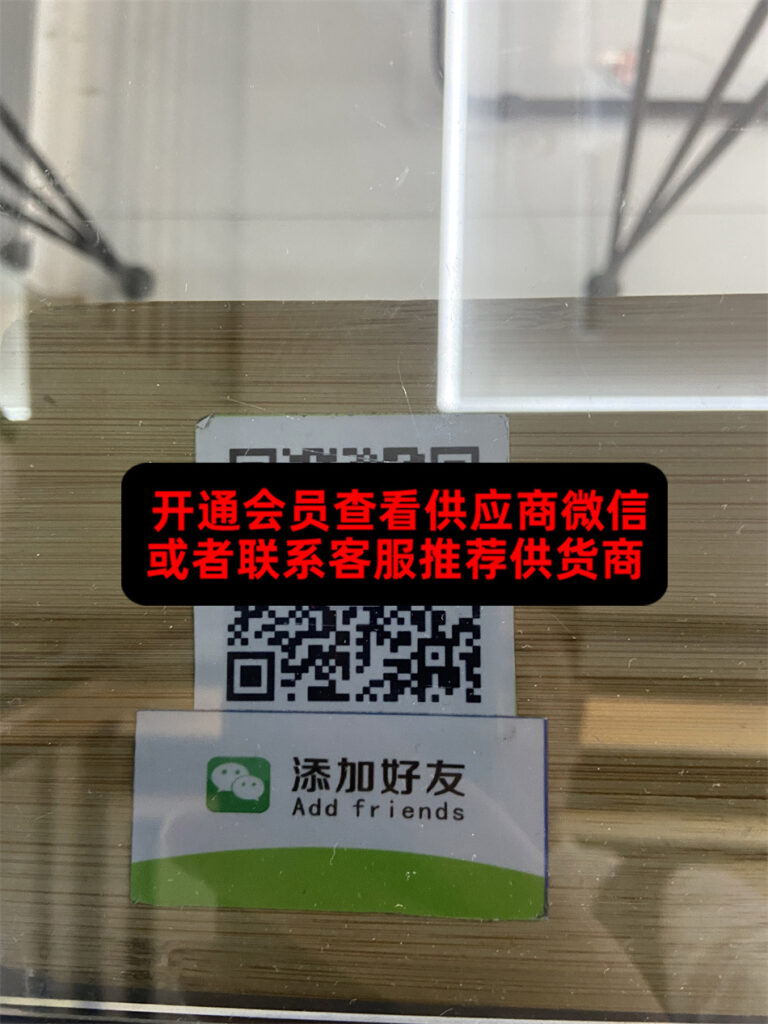 开通会员查看供应商微信
或者联系客服推荐供货商
添加好友
Add friends